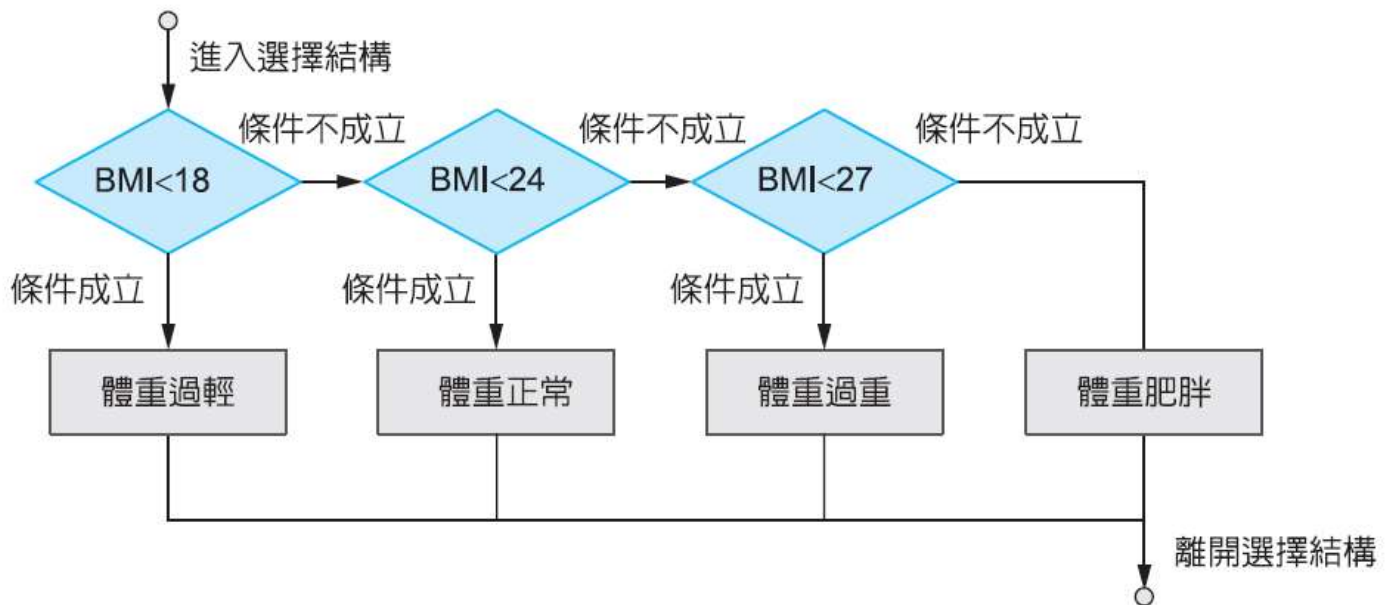 進入選擇結構
條件不成立 條件不成立 條件不成立
BMI<18 BMI<24 BMI<27
條件成立 條件成立 條件成立
體重過輕 體重正常 體重過重 體重肥胖
離開選擇結構